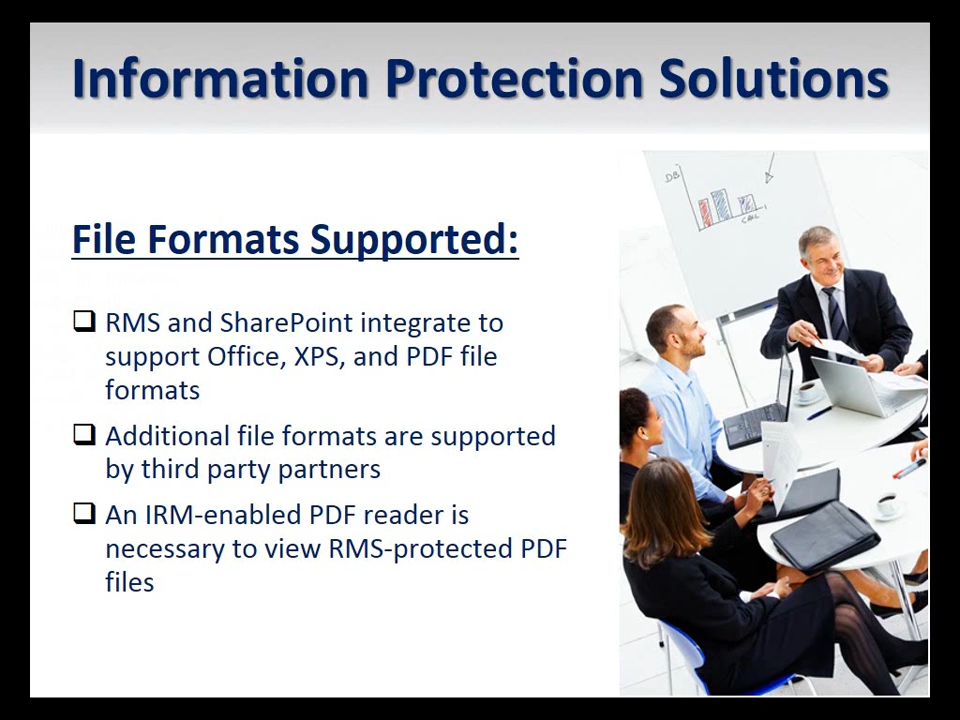 Information Protection Solutions
File Formats Supported:
RMS and SharePoint integrate to
support Office, XPS, and PDF file
formats
Additional file formats are supported
by third party partners
An IRM-enabled PDF reader is
necessary to view RMS-protected PDF
files
DB
CALL